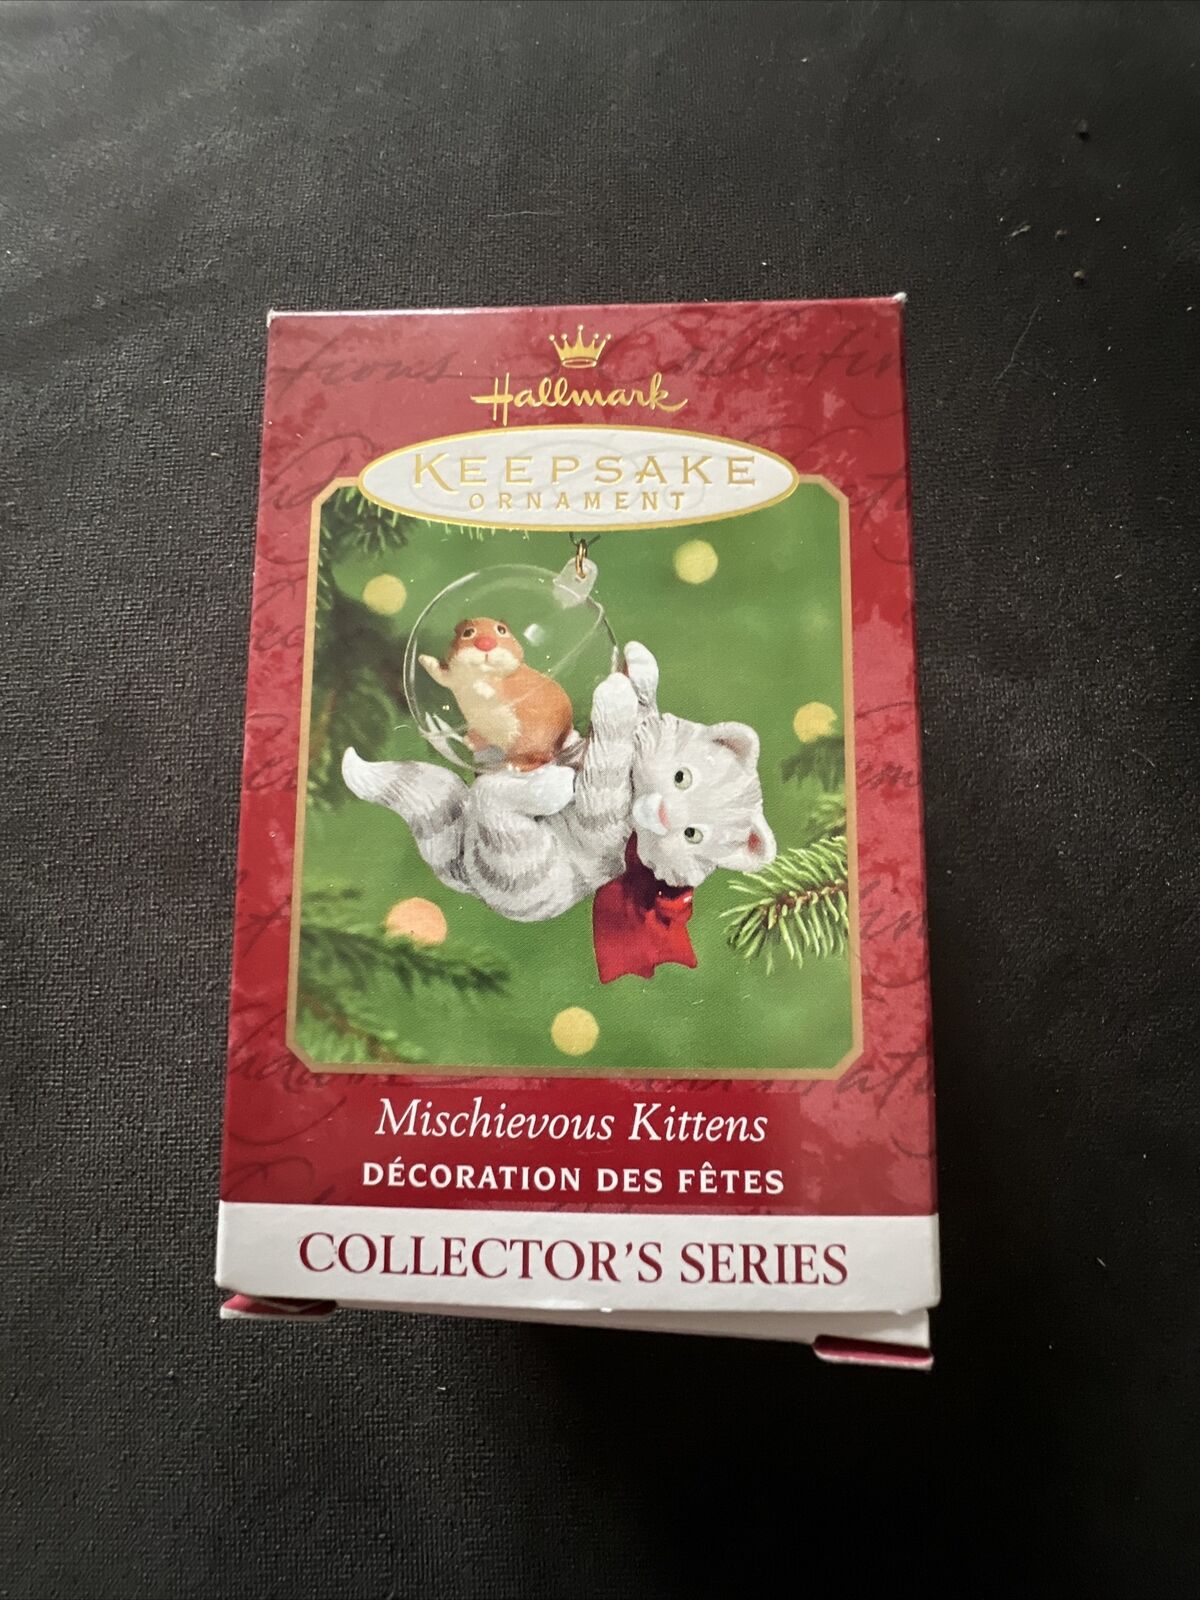 Hallmark
KEEPSAKE
ORNAMENT
Mischievous Kittens
DÉCORATION DES FÊTES
COLLECTOR'S SERIES